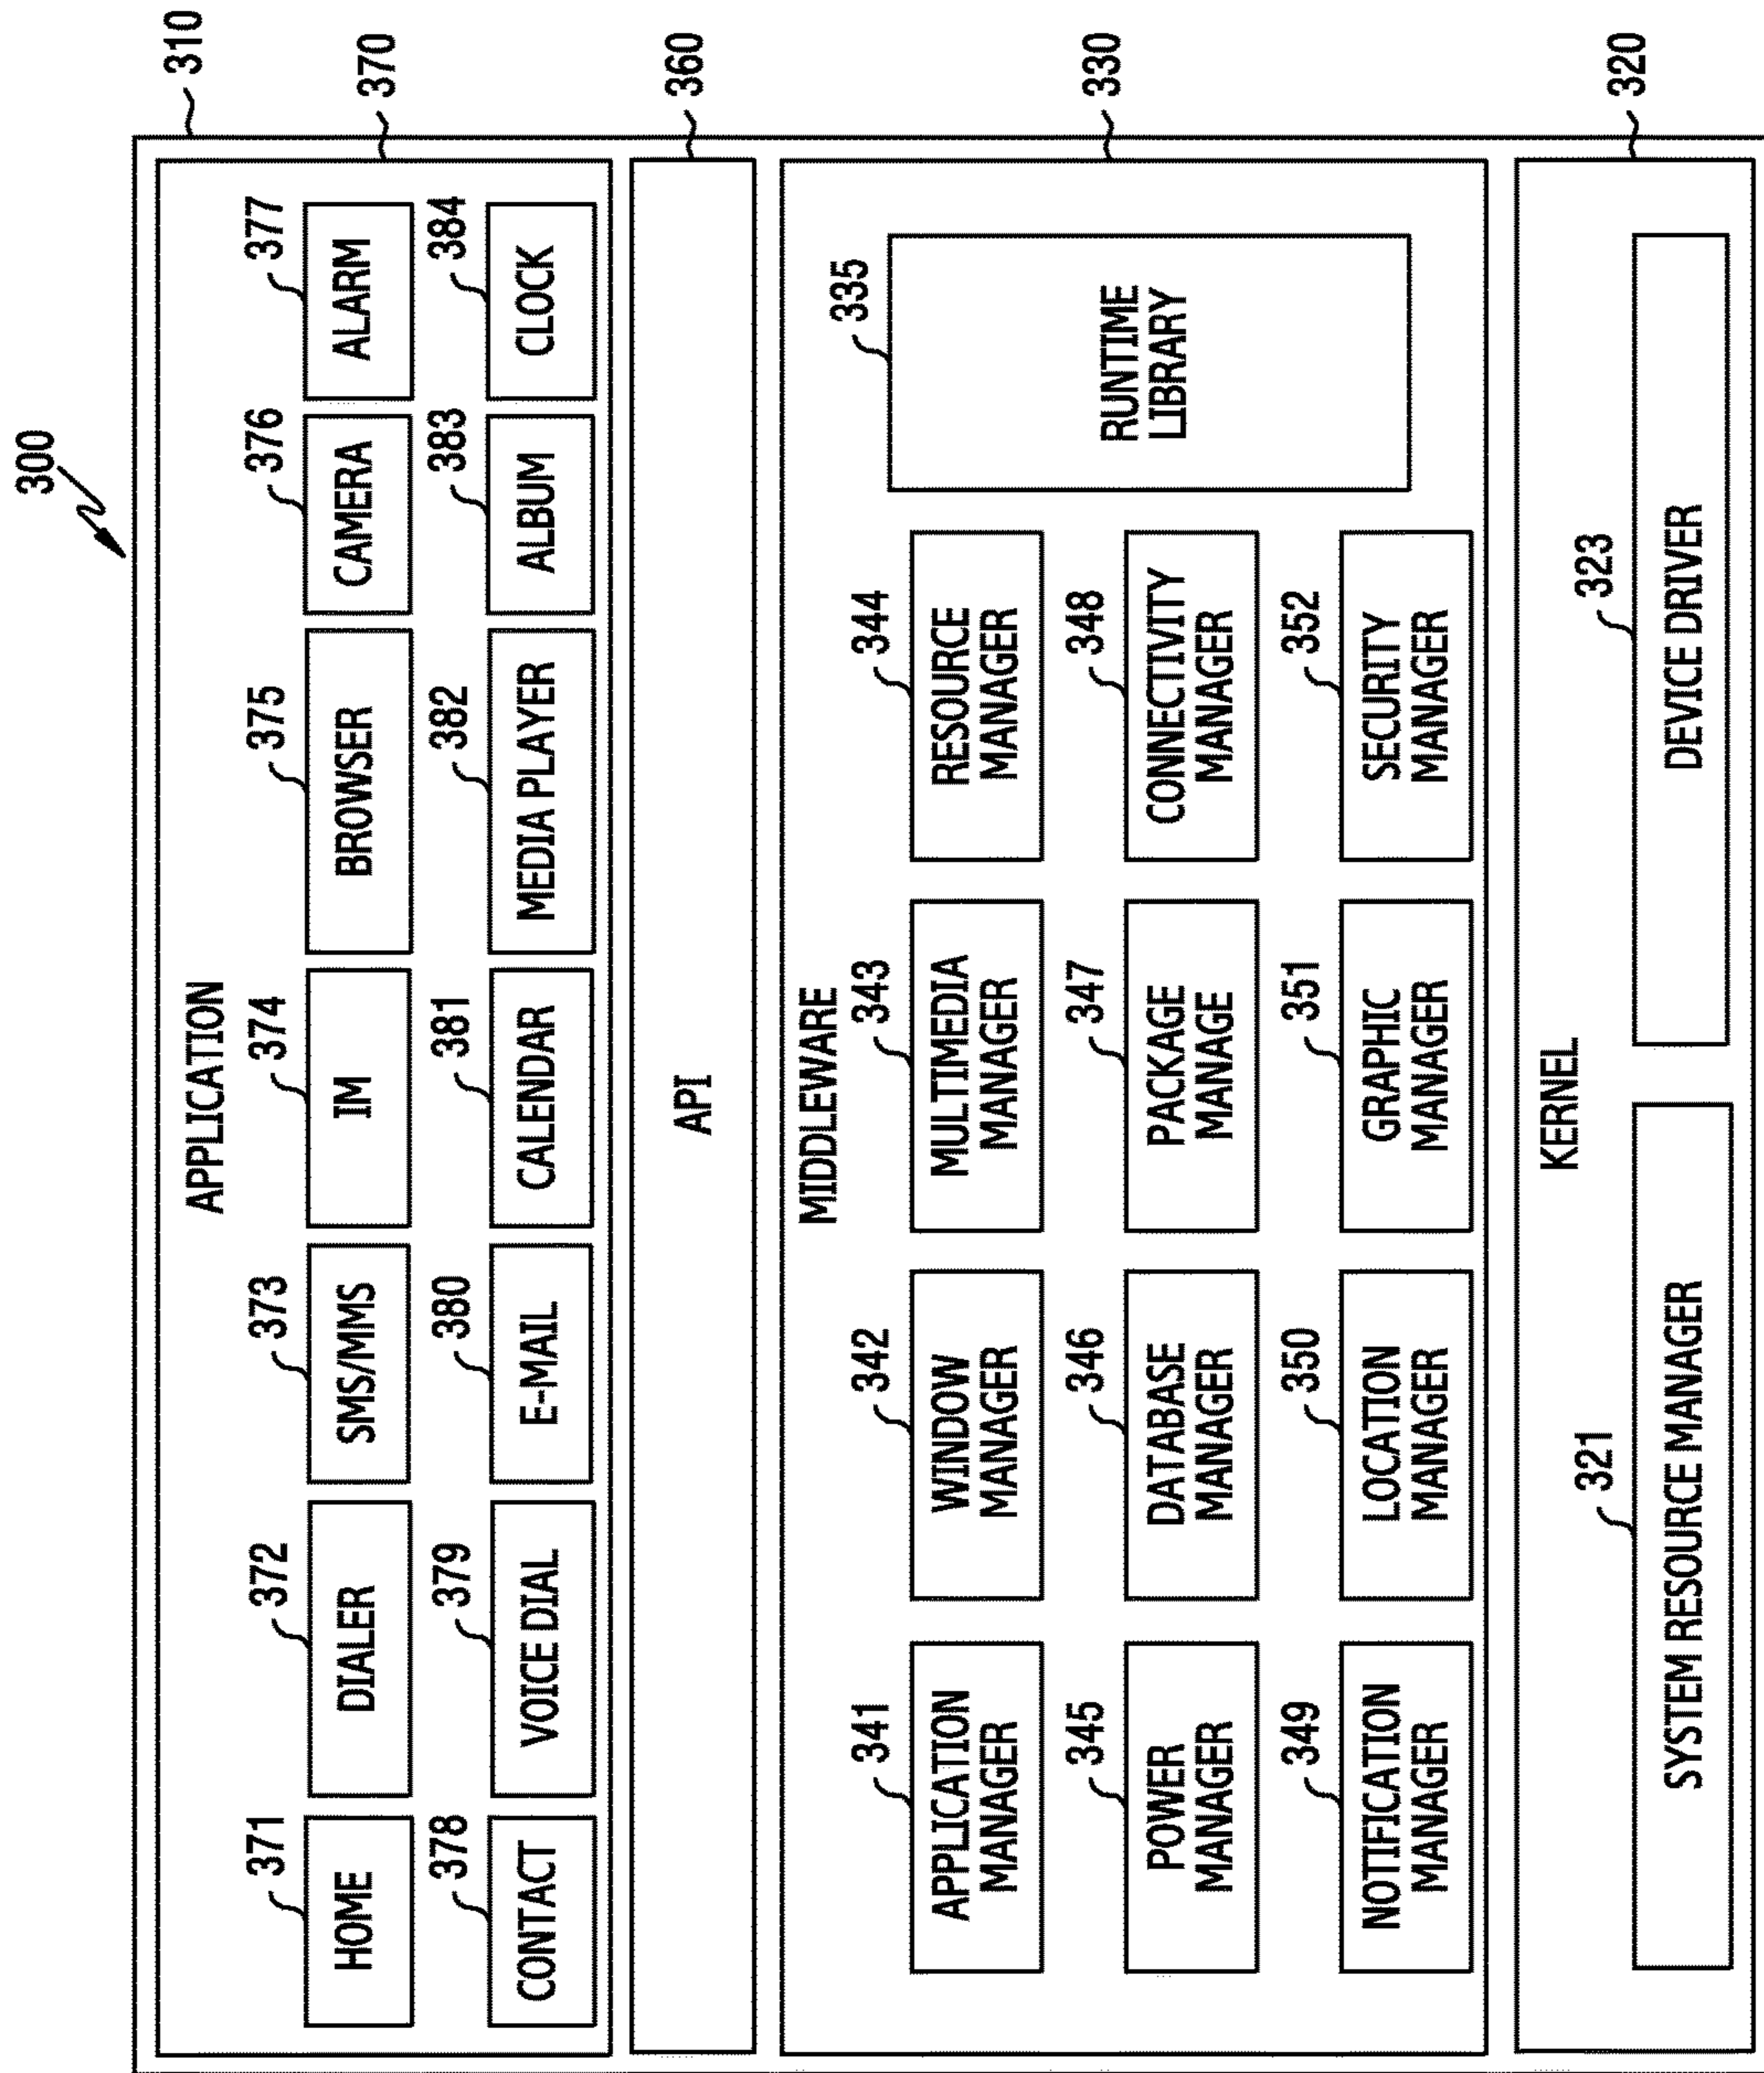 300
310
APPLICATION
370
371
372
373
374
375
376
377
HOME
DIALER
SMS/MMS
IM
BROWSER
CAMERA
ALARM
378
379
380
381
382
383
384
CONTACT
VOICE DIAL
E-MAIL
CALENDAR
MEDIA PLAYER
ALBUM
CLOCK
API
360
MIDDLEWARE
330
341
342
343
344
335
APPLICATION
MANAGER
WINDOW
MANAGER
MULTIMEDIA
MANAGER
RESOURCE
MANAGER
RUNTIME
LIBRARY
345
346
347
348
POWER
MANAGER
DATABASE
MANAGER
PACKAGE
MANAGE
CONNECTIVITY
MANAGER
349
350
351
352
NOTIFICATION
MANAGER
LOCATION
MANAGER
GRAPHIC
MANAGER
SECURITY
MANAGER
KERNEL
320
321
323
SYSTEM RESOURCE MANAGER
DEVICE DRIVER